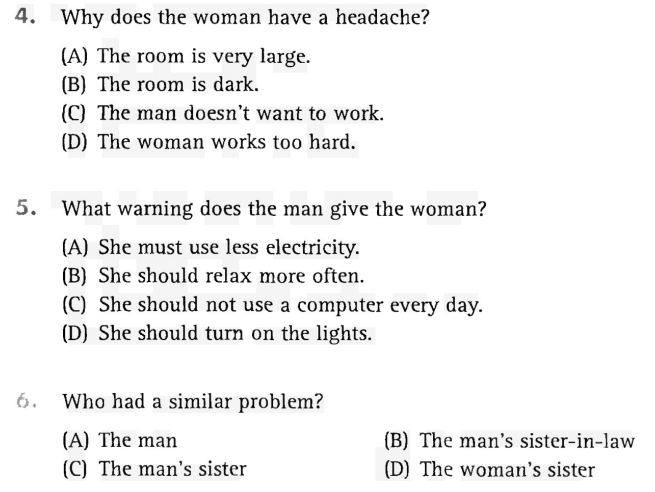 4. Why does the woman have a headache?
(A) The room is very large.
(B) The room is dark.
(C) The man doesn't want to work.
(D) The woman works too hard.
5. What warning does the man give the woman?
(A) She must use less electricity.
(B) She should relax more often.
(C) She should not use a computer every day.
(D) She should turn on the lights.
6. Who had a similar problem?
(A) The man (B) The man's sister-in-law
(C) The man's sister (D) The woman's sister